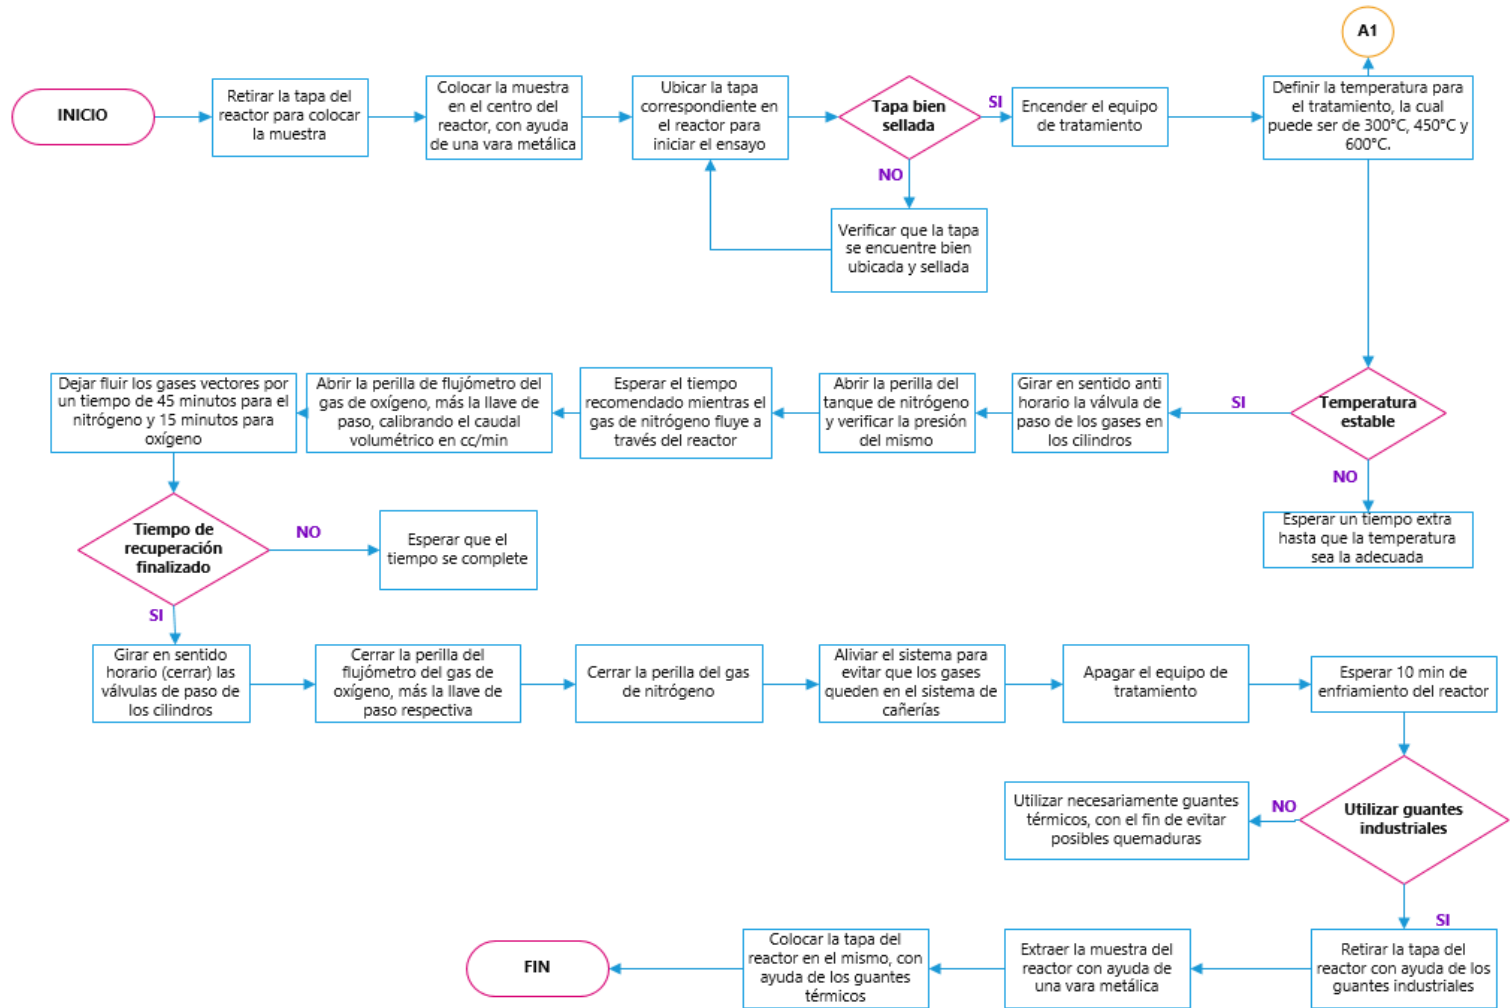 A1
INICIO
Retirar la tapa del
reactor para colocar
la muestra
Colocar la muestra
en el centro del
reactor, con ayuda
de una vara metálica
Ubicar la tapa
correspondiente en
el reactor para
iniciar el ensayo
Tapa bien
sellada
SI
NO
Encender el equipo
de tratamiento
Definir la temperatura para
el tratamiento, la cual
puede ser de 300°C, 450°C y
600°C.
Verificar que la tapa
se encuentre bien
ubicada y sellada
Temperatura
estable
SI
NO
Esperar un tiempo extra
hasta que la temperatura
sea la adecuada
Girar en sentido anti
horario la válvula de
paso de los gases en
los cilindros
Abrir la perilla del
tanque de nitrógeno
y verificar la presión
del mismo
Esperar el tiempo
recomendado mientras el
gas de nitrógeno fluye a
través del reactor
Abrir la perilla de flujómetro del
gas de oxígeno, más la llave de
paso, calibrando el caudal
volumétrico en cc/min
Dejar fluir los gases vectores por
un tiempo de 45 minutos para el
nitrógeno y 15 minutos para
oxígeno
Tiempo de
recuperación
finalizado
NO
Esperar que el
tiempo se complete
SI
Girar en sentido
horario (cerrar) las
válvulas de paso de
los cilindros
Cerrar la perilla del
flujómetro del gas de
oxígeno, más la llave de
paso respectiva
Cerrar la perilla del gas
de nitrógeno
Aliviar el sistema para
evitar que los gases
queden en el sistema de
cañerías
Apagar el equipo de
tratamiento
Esperar 10 min de
enfriamiento del reactor
Utilizar guantes
industriales
NO
Utilizar necesariamente guantes
térmicos, con el fin de evitar
posibles quemaduras
SI
Retirar la tapa del
reactor con ayuda de los
guantes industriales
Extraer la muestra del
reactor con ayuda de
una vara metálica
Colocar la tapa del
reactor en el mismo, con
ayuda de los guantes
térmicos
FIN